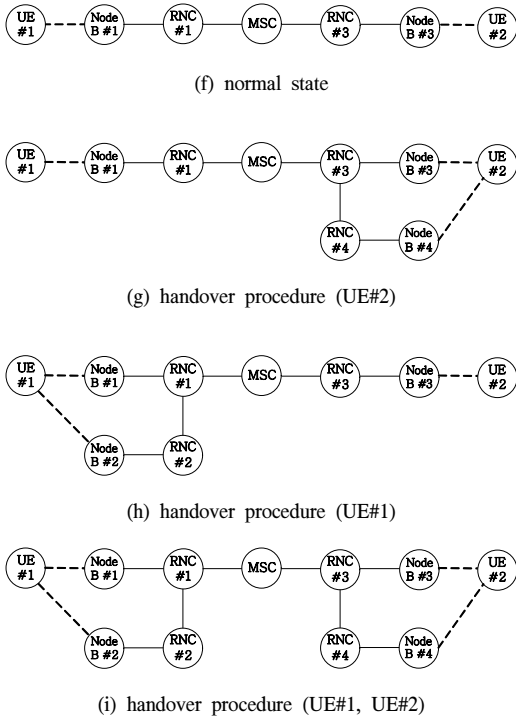 UE #1 Node B #1 RNC #1 MSC RNC #3 Node B #3 UE #2
(f) normal state
UE #1 Node B #1 RNC #1 MSC RNC #3 Node B #3 UE #2
RNC #4 Node B #4
(g) handover procedure (UE#2)
UE #1 Node B #1 RNC #1 MSC RNC #3 Node B #3 UE #2
Node B #2 RNC #2
(h) handover procedure (UE#1)
UE #1 Node B #1 RNC #1 MSC RNC #3 Node B #3 UE #2
Node B #2 RNC #2 RNC #4 Node B #4
(i) handover procedure (UE#1, UE#2)